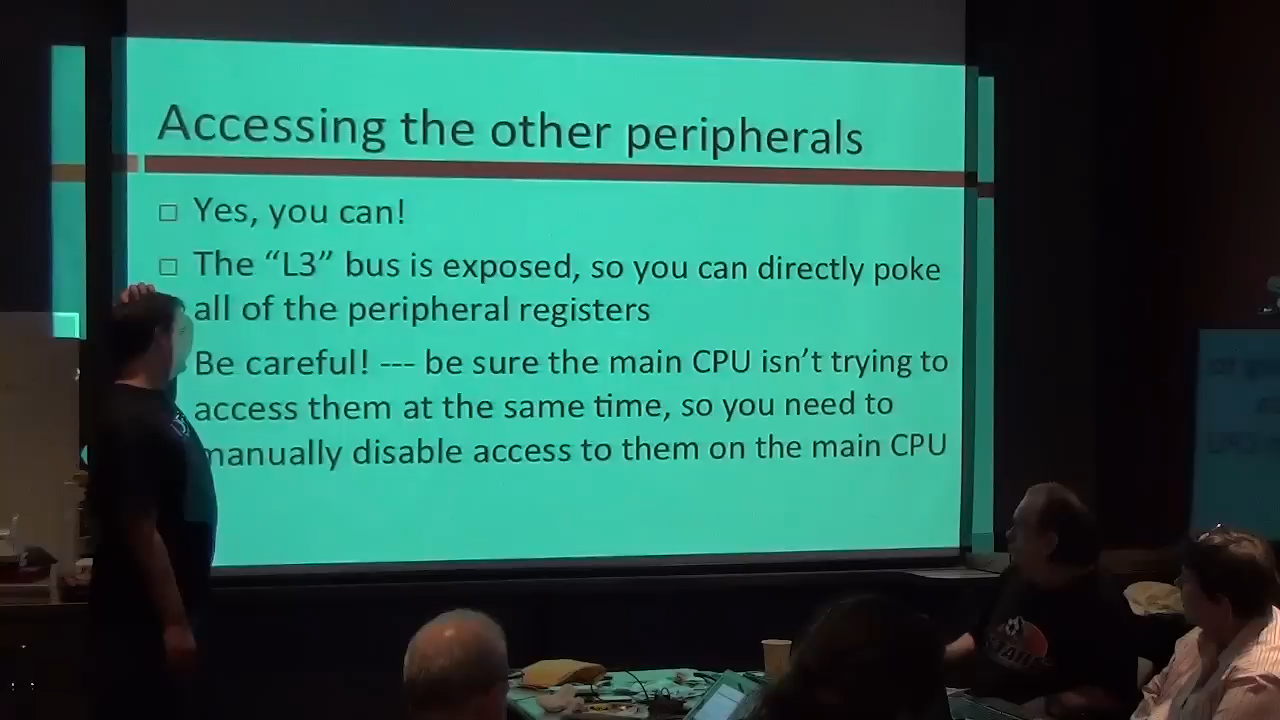 Accessing the other peripherals
Yes, you can!
The “L3” bus is exposed, so you can directly poke
all of the peripheral registers
Be careful! --- be sure the main CPU isn’t trying to
access them at the same time, so you need to
manually disable access to them on the main CPU